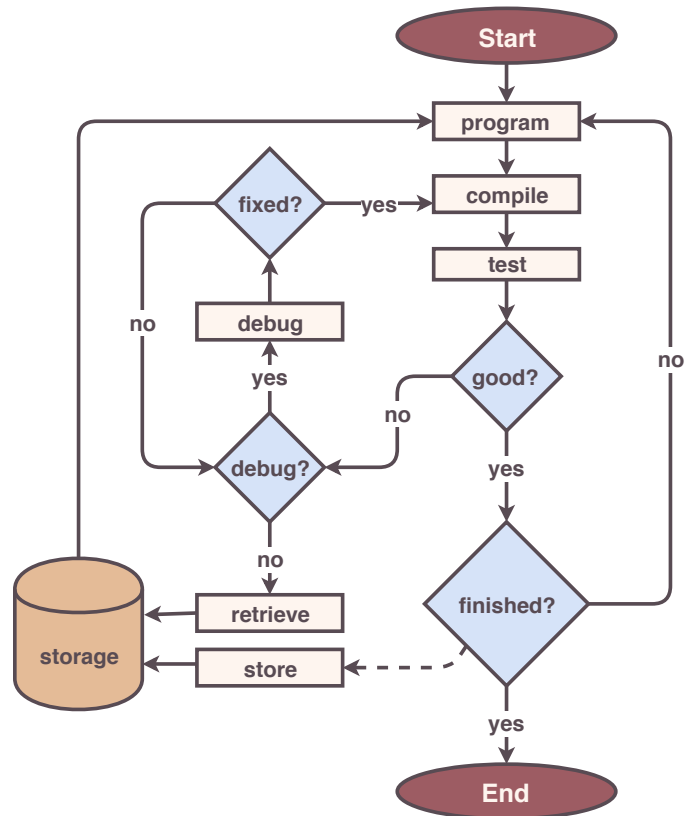 Start
program
fixed?
yes
compile
test
no
debug
good?
no
yes
no
debug?
yes
no
retrieve
finished?
storage
store
yes
End